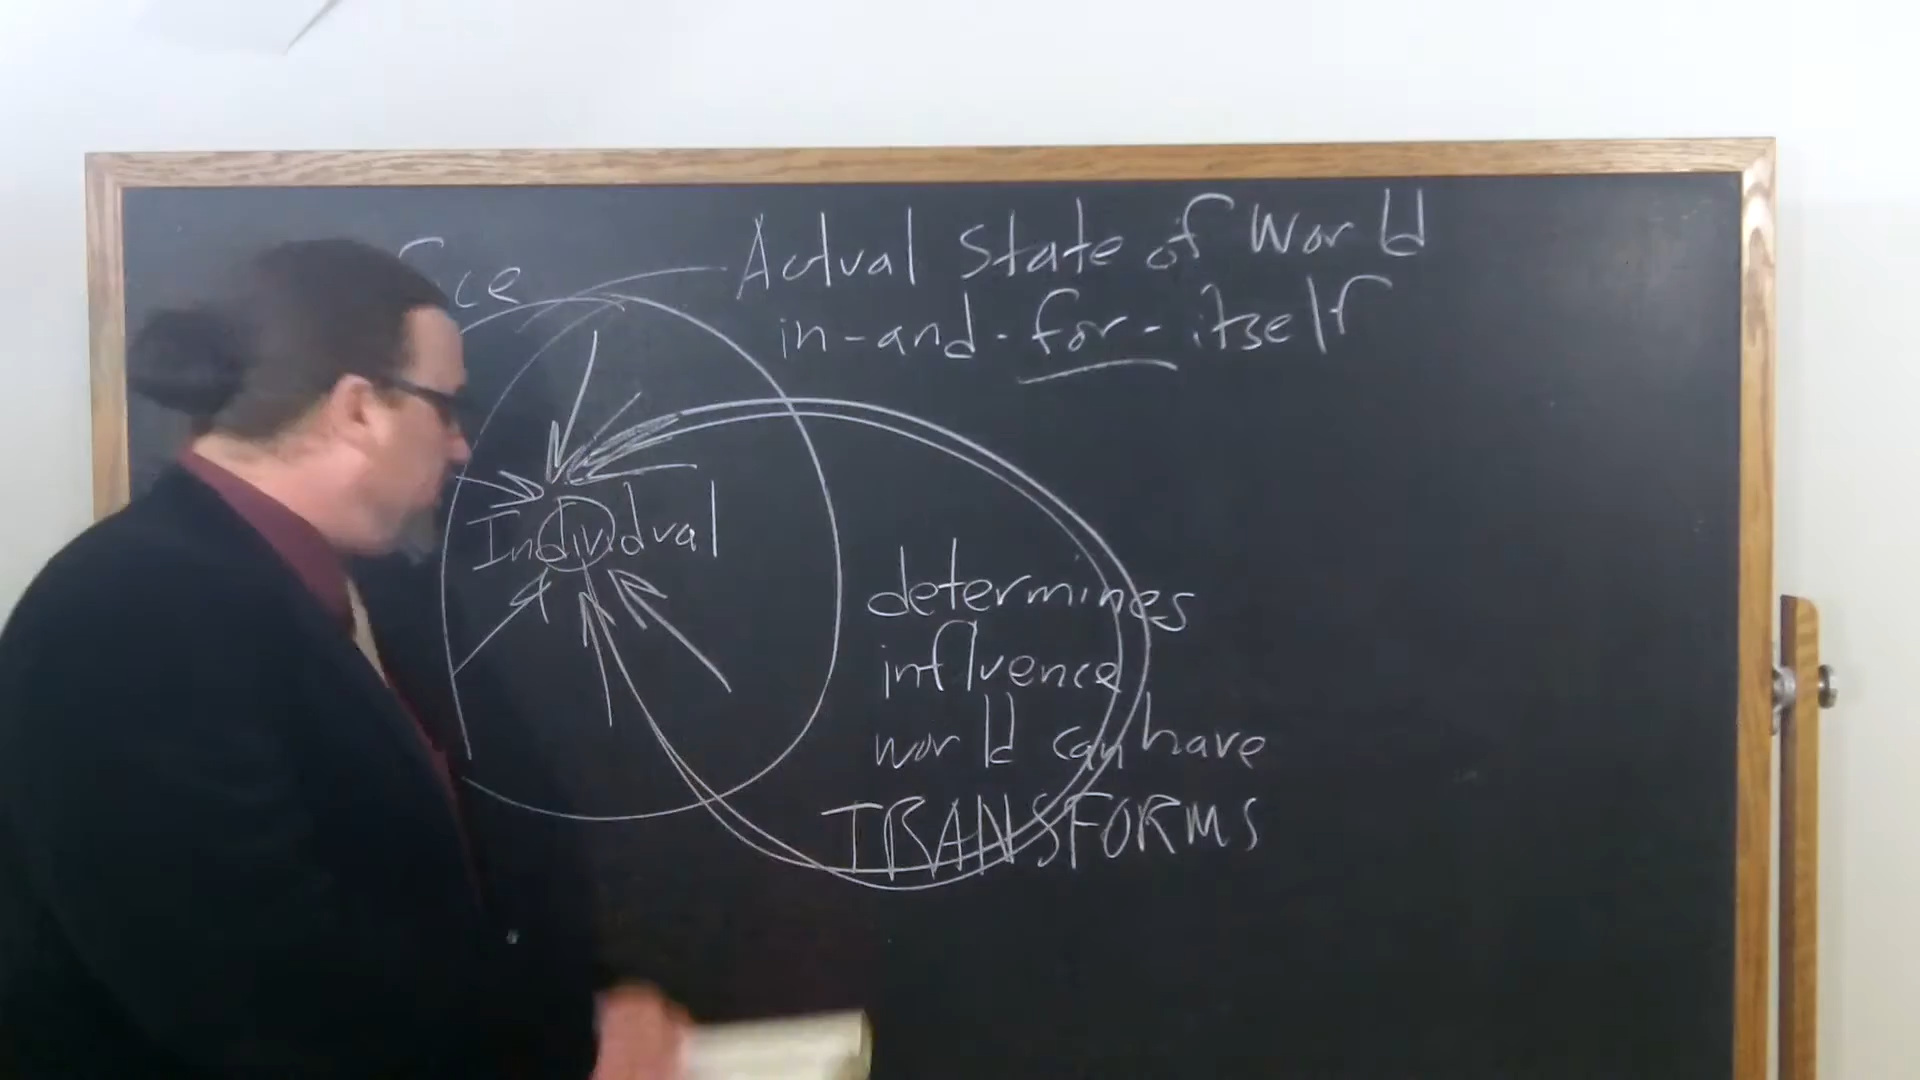 Actual State of World
in-and-for-itself
Individual
determines
influence
world can have
TRANSFORMS